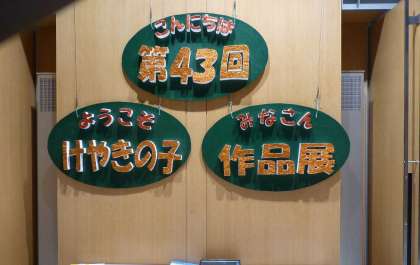 こんにちは
第43回
ようこそ
けやきの子
みなこん
作品展